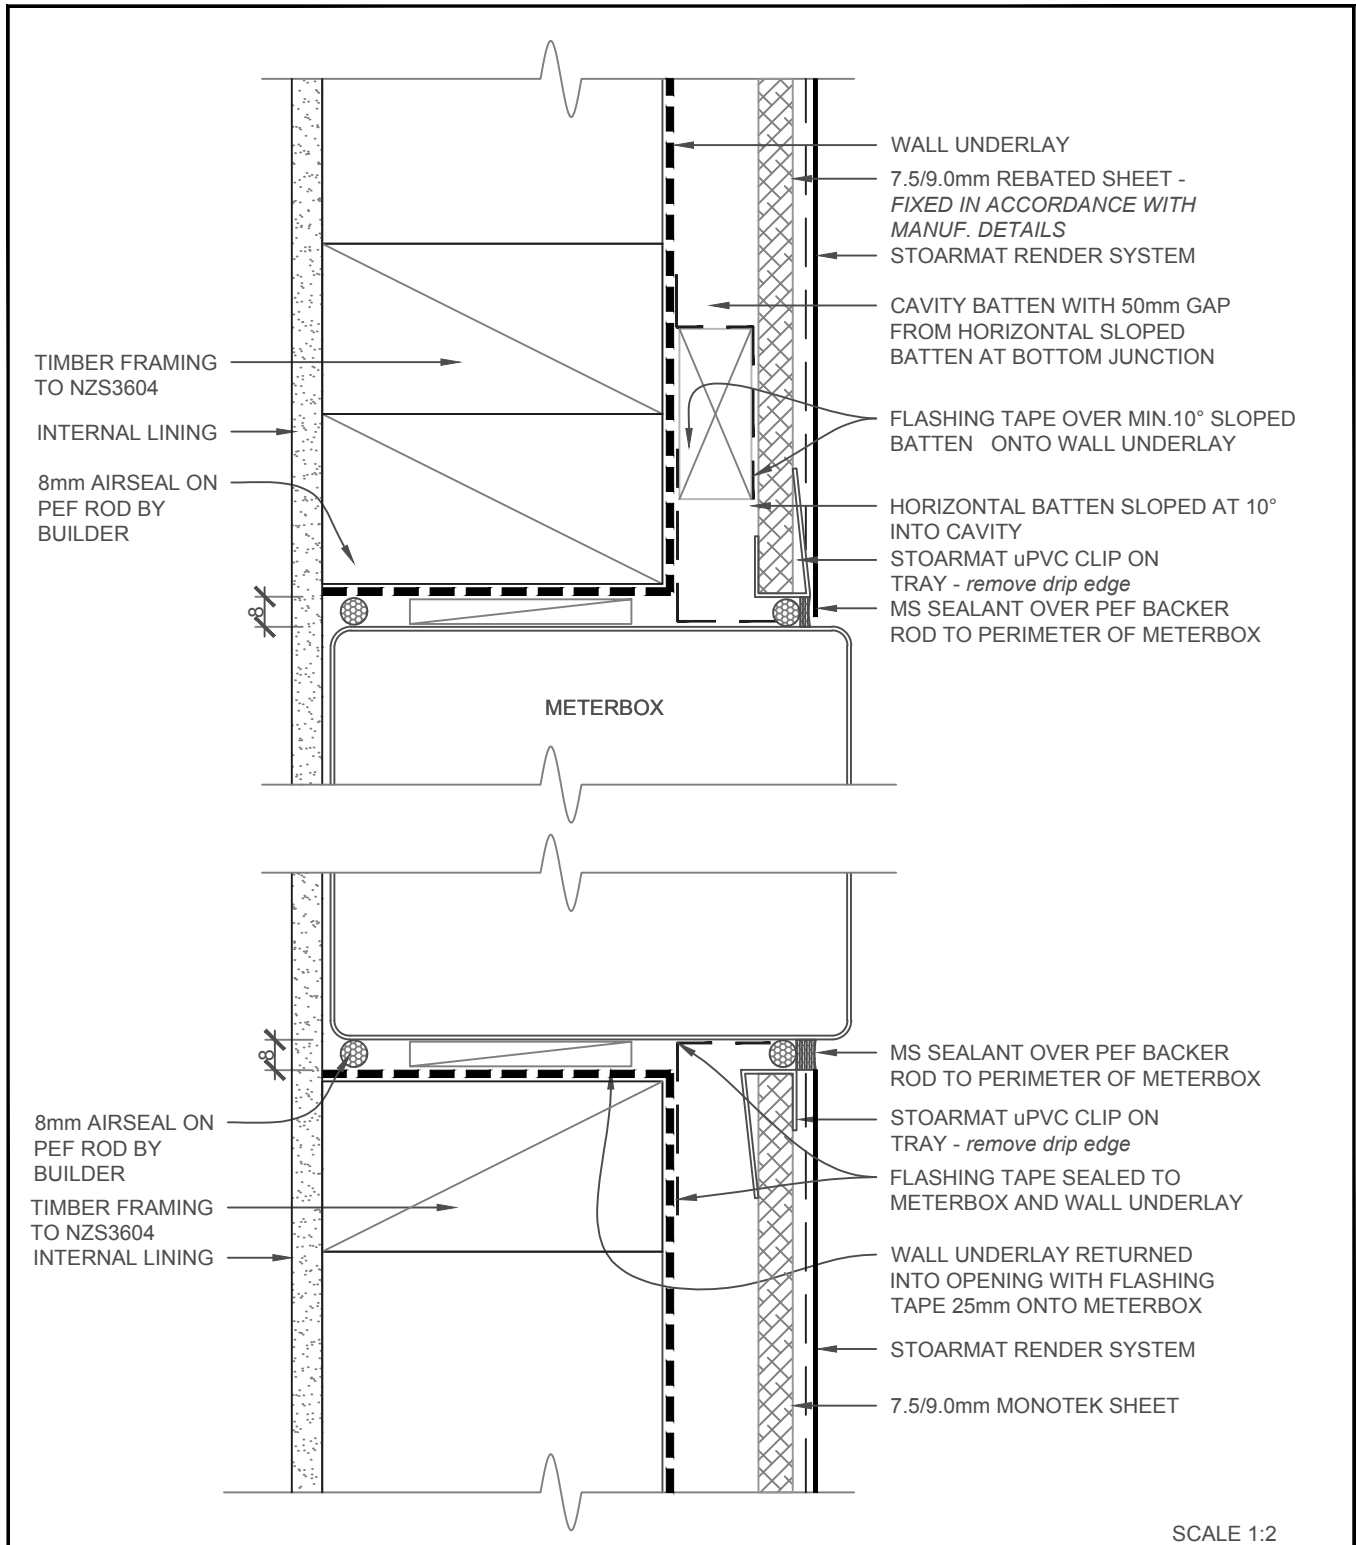 WALL UNDERLAY
7.5/9.0mm REBATED SHEET -
FIXED IN ACCORDANCE WITH
MANUF. DETAILS
STOARMAT RENDER SYSTEM
CAVITY BATTEN WITH 50mm GAP
FROM HORIZONTAL SLOPED
BATTEN AT BOTTOM JUNCTION
FLASHING TAPE OVER MIN.10° SLOPED
BATTEN ONTO WALL UNDERLAY
HORIZONTAL BATTEN SLOPED AT 10°
INTO CAVITY
STOARMAT uPVC CLIP ON
TRAY - remove drip edge
MS SEALANT OVER PEF BACKER
ROD TO PERIMETER OF METERBOX
TIMBER FRAMING
TO NZS3604
INTERNAL LINING
8mm AIRSEAL ON
PEF ROD BY
BUILDER
8
METERBOX
8
MS SEALANT OVER PEF BACKER
ROD TO PERIMETER OF METERBOX
STOARMAT uPVC CLIP ON
TRAY - remove drip edge
FLASHING TAPE SEALED TO
METERBOX AND WALL UNDERLAY
WALL UNDERLAY RETURNED
INTO OPENING WITH FLASHING
TAPE 25mm ONTO METERBOX
STOARMAT RENDER SYSTEM
7.5/9.0mm MONOTEK SHEET
8mm AIRSEAL ON
PEF ROD BY
BUILDER
TIMBER FRAMING
TO NZS3604
INTERNAL LINING
SCALE 1:2